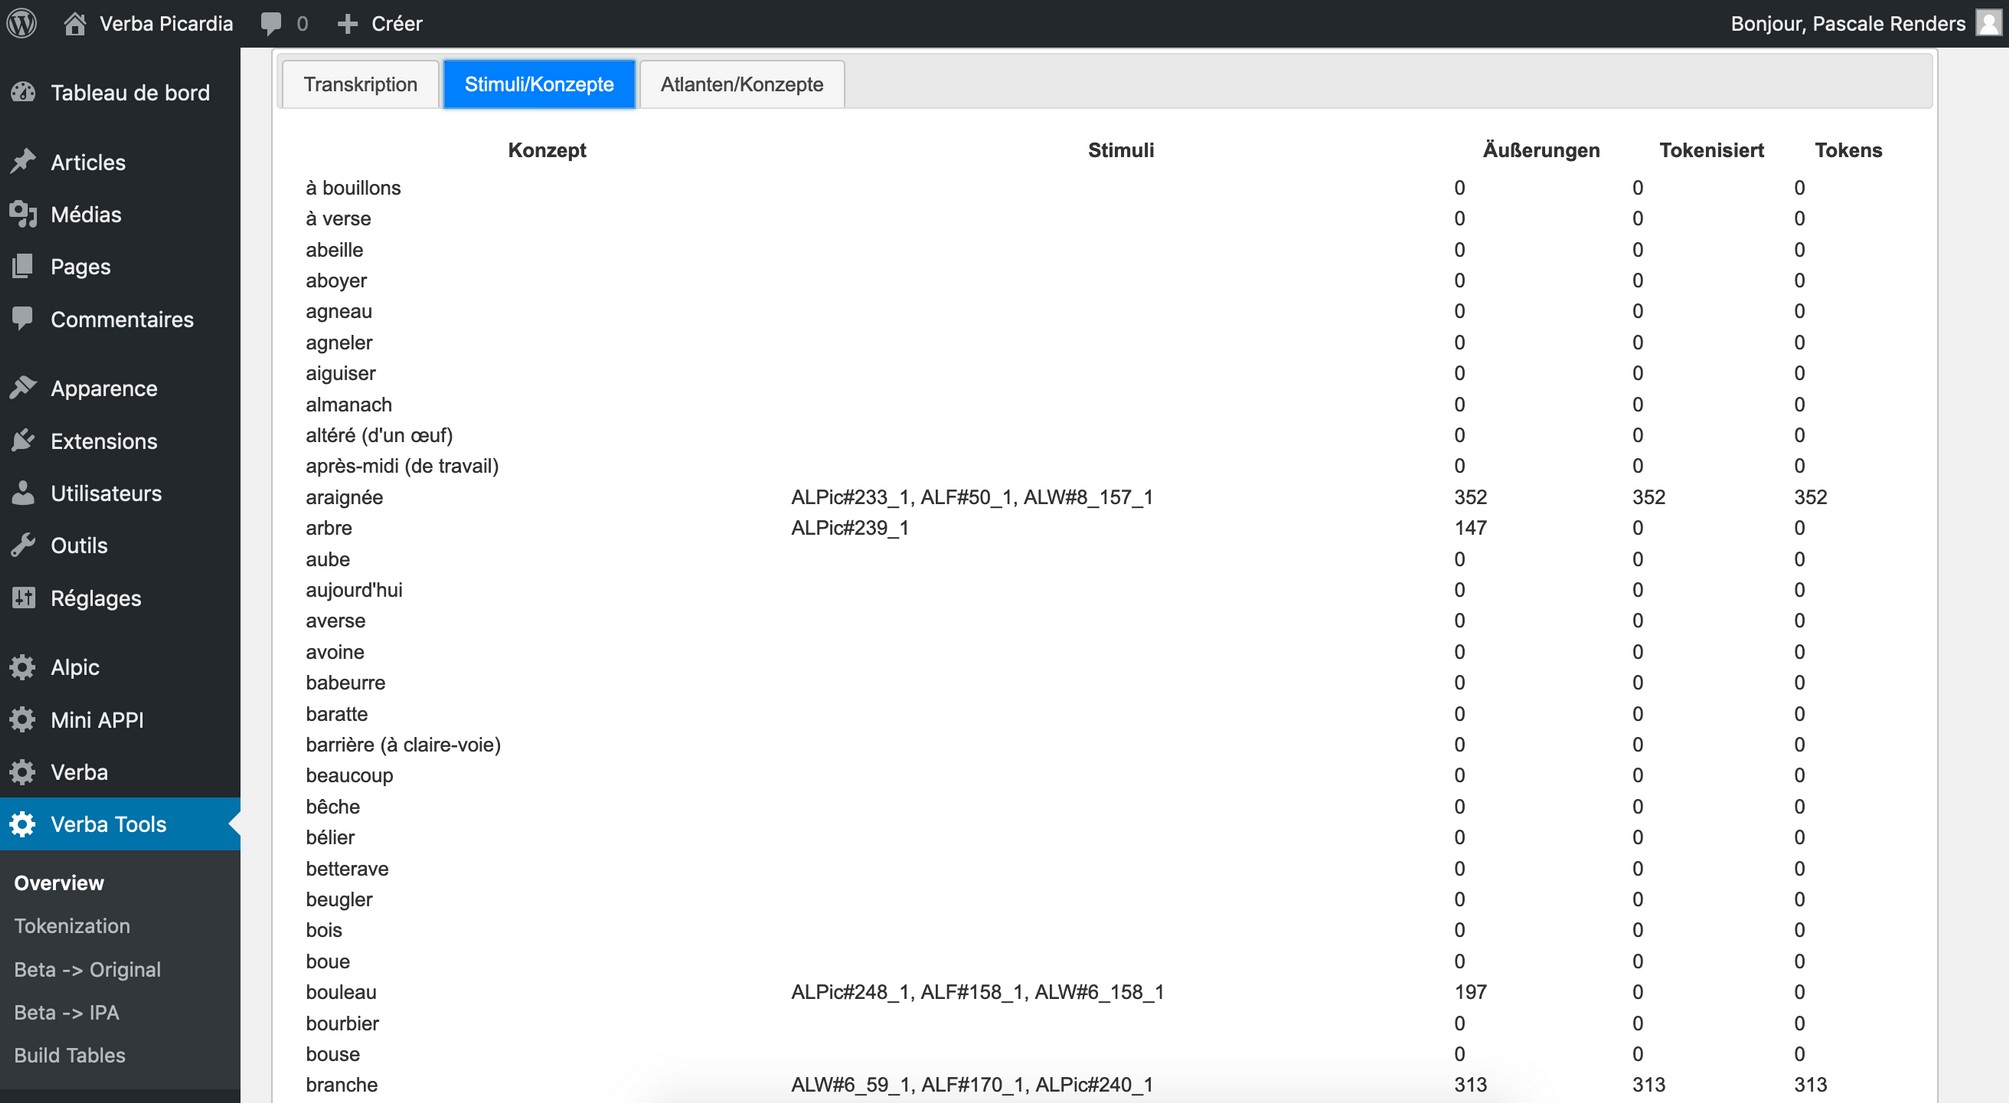 Verba Picardia 0 Créer Bonjour, Pascale Renders
Tableau de bord
Articles
Médias
Pages
Commentaires
Apparence
Extensions
Utilisateurs
Outils
Réglages
Alpic
Mini APPI
Verba
Verba Tools
Overview
Tokenization
Beta -> Original
Beta -> IPA
Build Tables
Transkription Stimuli/Konzepte Atlanten/Konzepte
Konzept Stimuli Äußerungen Tokenisiert Tokens
à bouillons 0 0 0
à verse 0 0 0
abeille 0 0 0
aboyer 0 0 0
agneau 0 0 0
agneler 0 0 0
aiguiser 0 0 0
almanach 0 0 0
altéré (d'un œuf) 0 0 0
après-midi (de travail) 0 0 0
araignée ALPic#233_1, ALF#50_1, ALW#8_157_1 352 352 352
arbre ALPic#239_1 147 0 0
aube 0 0 0
aujourd'hui 0 0 0
averse 0 0 0
avoine 0 0 0
babeurre 0 0 0
baratte 0 0 0
barrière (à claire-voie) 0 0 0
beaucoup 0 0 0
bêche 0 0 0
bélier 0 0 0
betterave 0 0 0
beugler 0 0 0
bois 0 0 0
boue 0 0 0
bouleau ALPic#248_1, ALF#158_1, ALW#6_158_1 197 0 0
bourbier 0 0 0
bouse 0 0 0
branche ALW#6_59_1, ALF#170_1, ALPic#240_1 313 313 313